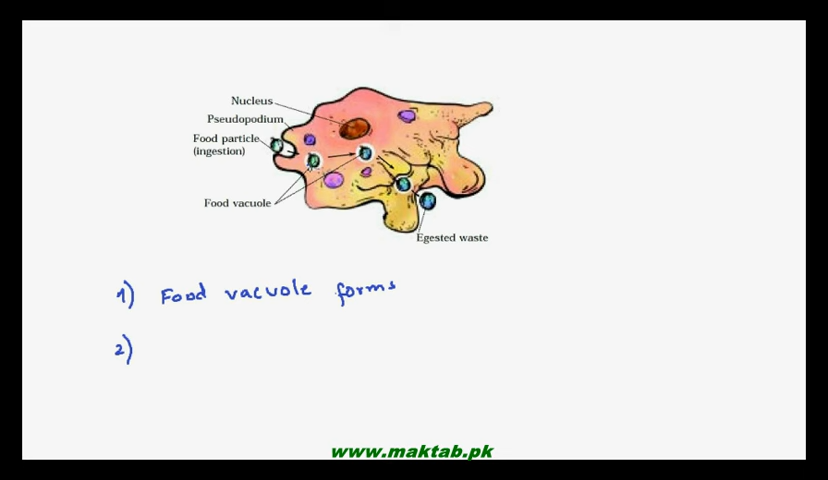 Nucleus
Pseudopodium
Food particle
(ingestion)
Food vacuole
Egested waste
1) Food vacuole forms
2)
www.maktab.pk